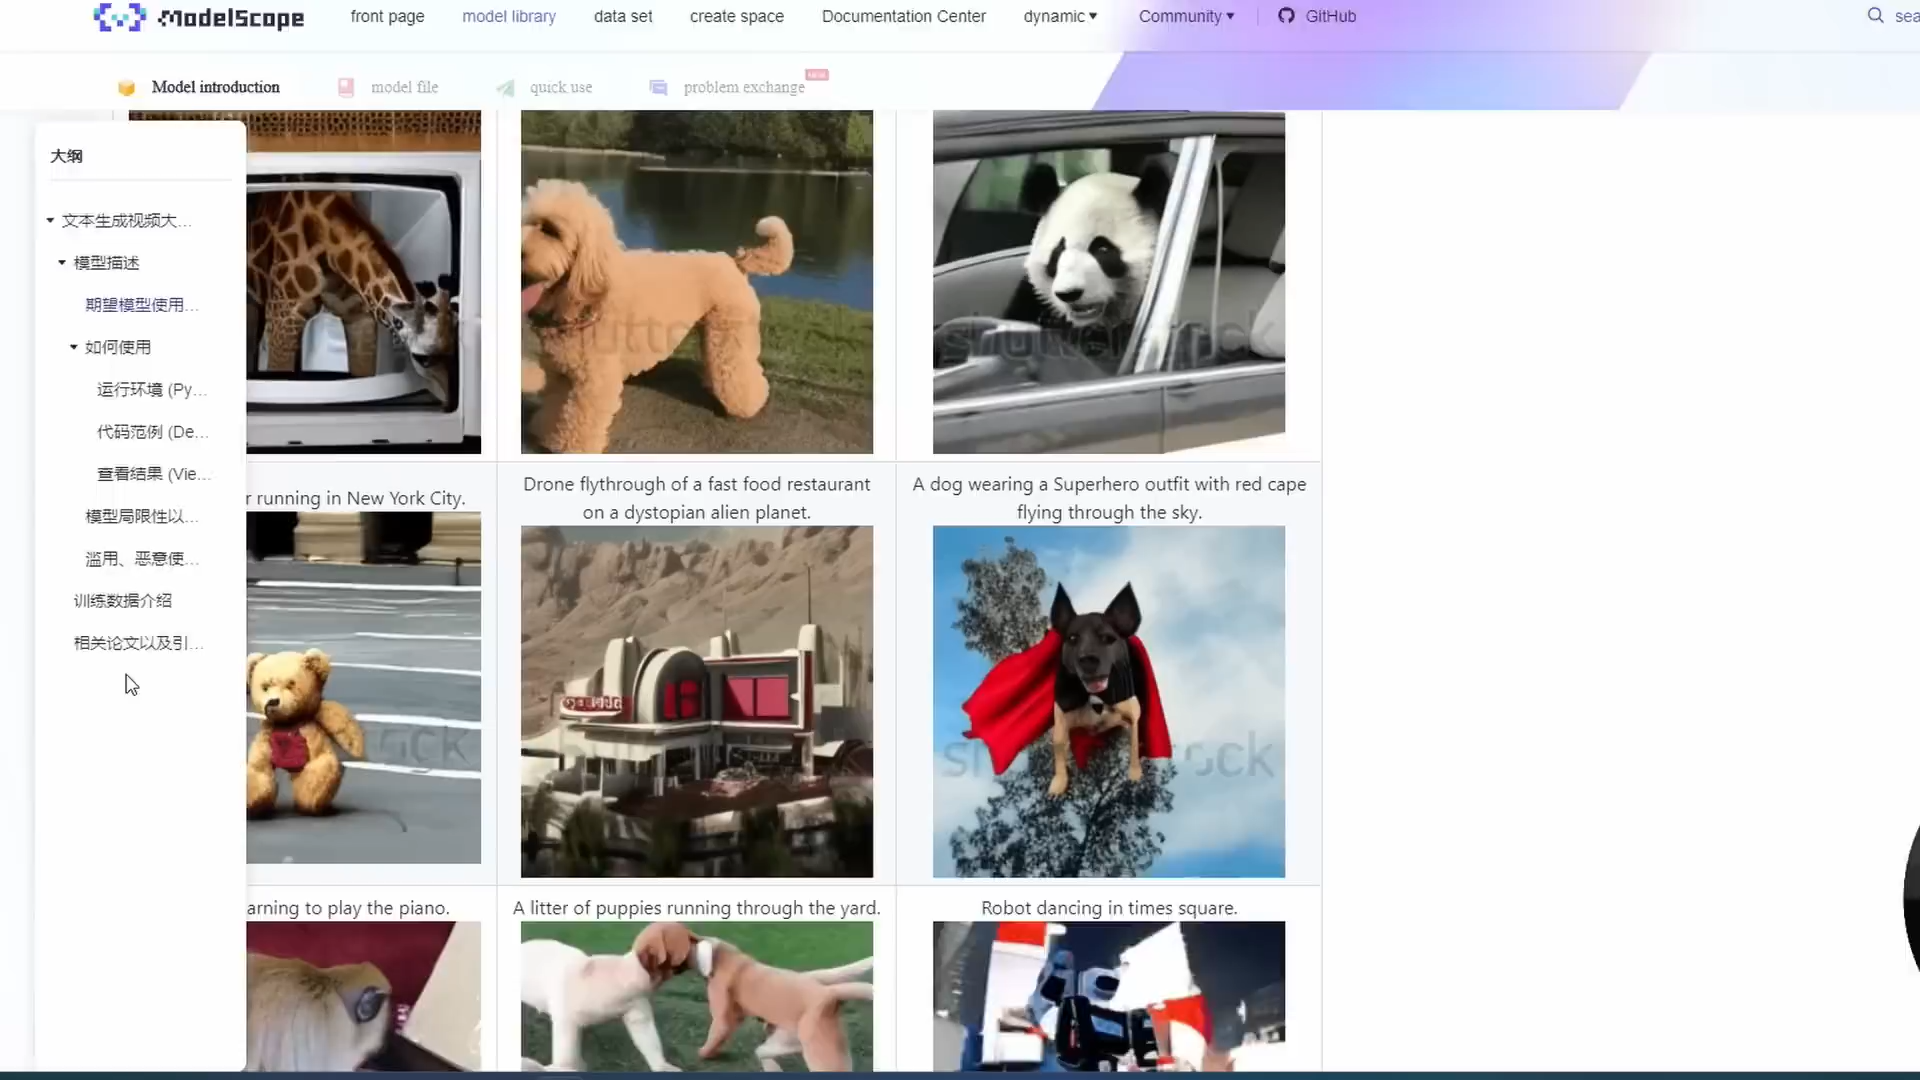 ModelScope
front page
model library
data set
create space
Documentation Center
dynamic ▾
Community ▾
GitHub
sea
Model introduction
model file
quick use
problem exchange
NEW
大纲
文本生成视频大...
模型描述
期望模型使用...
如何使用
运行环境 (Py...
代码范例 (De...
查看结果 (Vie...
模型局限性以...
滥用、恶意使...
训练数据介绍
相关论文以及引...
shutterstock
shutterstock
r running in New York City.
Drone flythrough of a fast food restaurant
on a dystopian alien planet.
A dog wearing a Superhero outfit with red cape
flying through the sky.
arning to play the piano.
A litter of puppies running through the yard.
Robot dancing in times square.